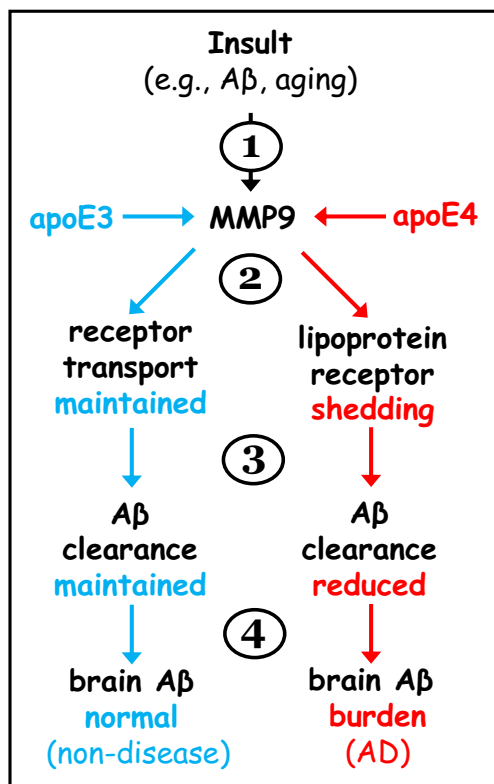 Insult
(e.g., Aβ, aging)
1
apoE3 MMP9 apoE4
2
receptor
transport
maintained
lipoprotein
receptor
shedding
3
Aβ
clearance
maintained
Aβ
clearance
reduced
4
brain Aβ
normal
(non-disease)
brain Aβ
burden
(AD)